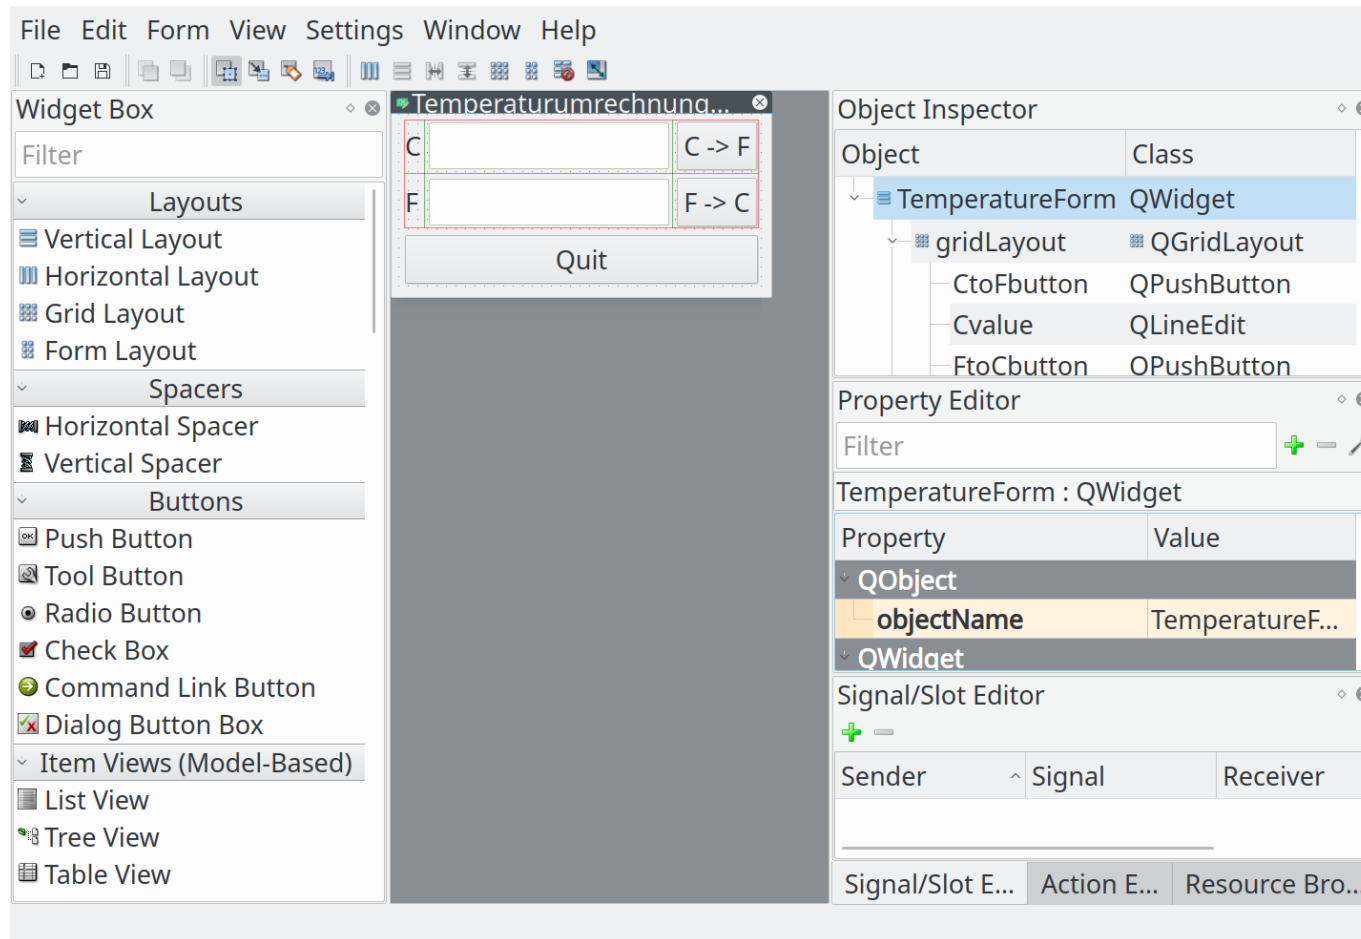 File Edit Form View Settings Window Help
Widget Box
Filter
Layouts
Vertical Layout
Horizontal Layout
Grid Layout
Form Layout
Spacers
Horizontal Spacer
Vertical Spacer
Buttons
Push Button
Tool Button
Radio Button
Check Box
Command Link Button
Dialog Button Box
Item Views (Model-Based)
List View
Tree View
Table View
Temperaturumrechnung...
C C -> F
F F -> C
Quit
Object Inspector
Object Class
TemperatureForm QWidget
gridLayout QGridLayout
CtoFbutton QPushButton
Cvalue QLineEdit
FtoCbutton QPushButton
Property Editor
Filter
TemperatureForm : QWidget
Property Value
QObject
objectName TemperatureF...
QWidget
Signal/Slot Editor
Sender Signal Receiver
Signal/Slot E... Action E... Resource Bro...